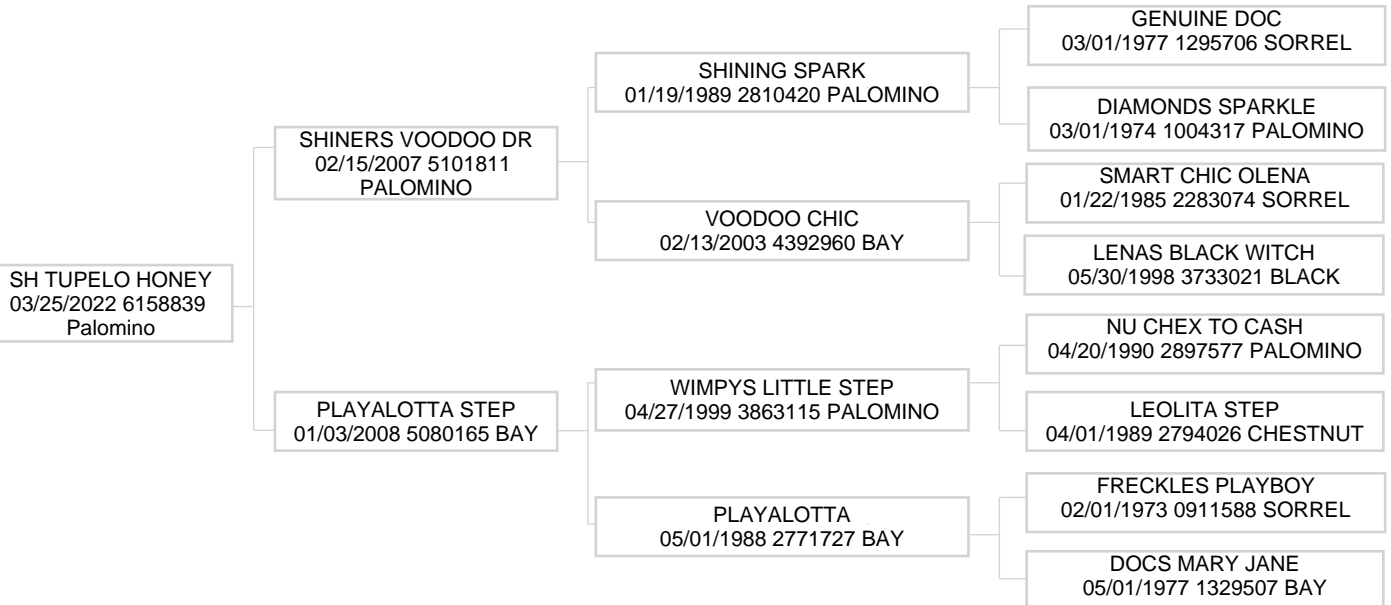 SH TUPELO HONEY
03/25/2022 6158839
Palomino
SHINERS VOODOO DR
02/15/2007 5101811
PALOMINO
PLAYALOTTA STEP
01/03/2008 5080165 BAY
SHINING SPARK
01/19/1989 2810420 PALOMINO
VOODOO CHIC
02/13/2003 4392960 BAY
WIMPYS LITTLE STEP
04/27/1999 3863115 PALOMINO
PLAYALOTTA
05/01/1988 2771727 BAY
GENUINE DOC
03/01/1977 1295706 SORREL
DIAMONDS SPARKLE
03/01/1974 1004317 PALOMINO
SMART CHIC OLENA
01/22/1985 2283074 SORREL
LENAS BLACK WITCH
05/30/1998 3733021 BLACK
NU CHEX TO CASH
04/20/1990 2897577 PALOMINO
LEOLITA STEP
04/01/1989 2794026 CHESTNUT
FRECKLES PLAYBOY
02/01/1973 0911588 SORREL
DOCS MARY JANE
05/01/1977 1329507 BAY